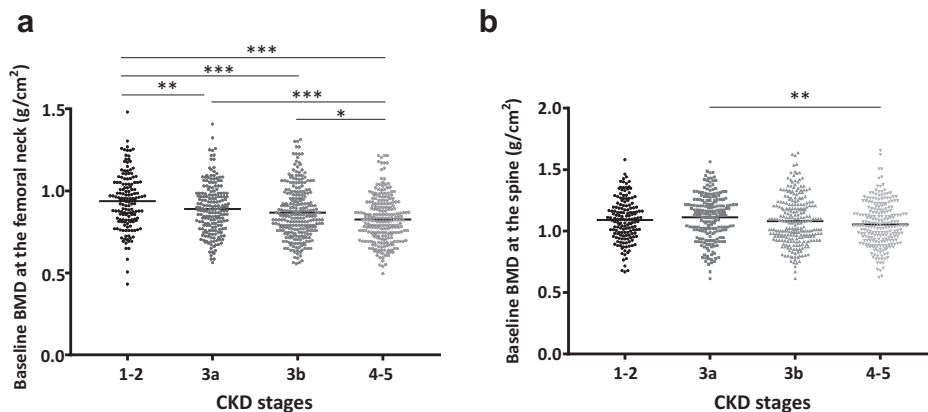 a
***
***
**
***
*
Baseline BMD at the femoral neck (g/cm²)
1.5
1.0
0.5
0.0
1-2
3a
3b
4-5
CKD stages
b
**
Baseline BMD at the spine (g/cm²)
2.0
1.5
1.0
0.5
0.0
1-2
3a
3b
4-5
CKD stages